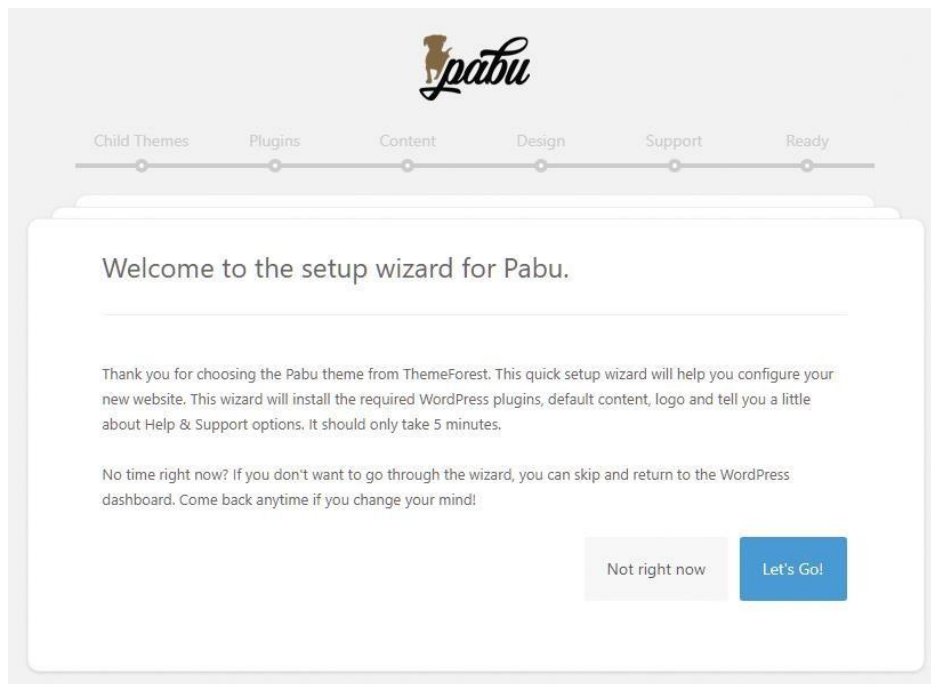 pabu
Child Themes Plugins Content Design Support Ready
Welcome to the setup wizard for Pabu.
Thank you for choosing the Pabu theme from ThemeForest. This quick setup wizard will help you configure your
new website. This wizard will install the required WordPress plugins, default content, logo and tell you a little
about Help & Support options. It should only take 5 minutes.
No time right now? If you don't want to go through the wizard, you can skip and return to the WordPress
dashboard. Come back anytime if you change your mind!
Not right now Let's Go!